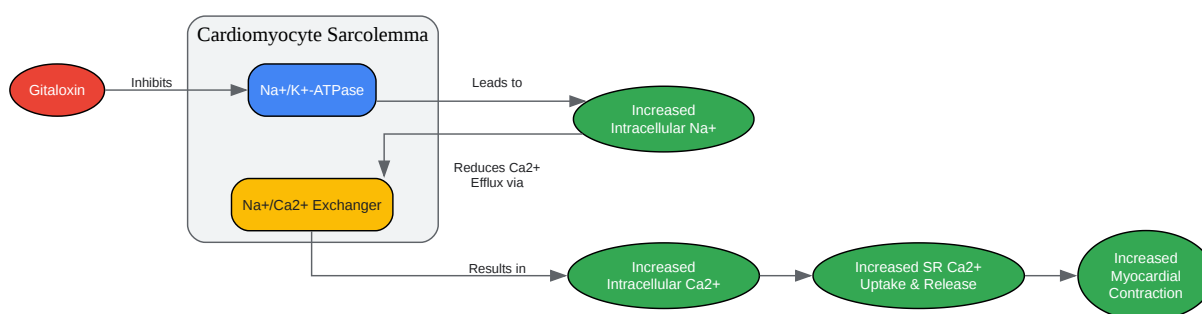 Cardiomyocyte Sarcolemma
Gitaloxin
Inhibits
Na+/K+-ATPase
Leads to
Increased
Intracellular Na+
Reduces Ca2+
Efflux via
Na+/Ca2+ Exchanger
Results in
Increased
Intracellular Ca2+
Increased SR Ca2+
Uptake & Release
Increased
Myocardial
Contraction